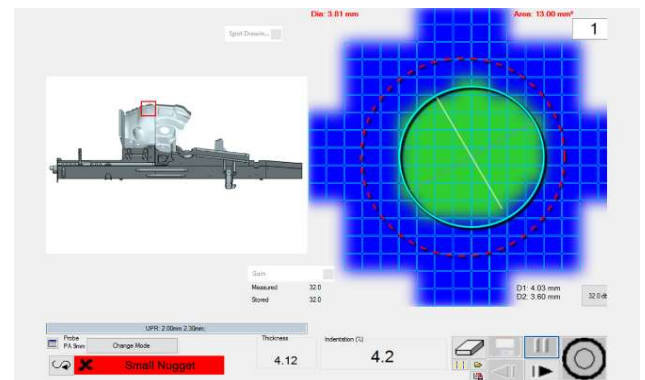 Dia: 3.81 mm
Area: 13.00 mm²
1
Spot Drawin...
Gain
Measured 32.0
Stored 32.0
D1: 4.03 mm
D2: 3.60 mm
32.0 dB
UPR: 2.00mm 2.30mm;
Probe
PA 9mm
Change Mode
Small Nugget
Thickness
4.12
Indentation (%)
4.2